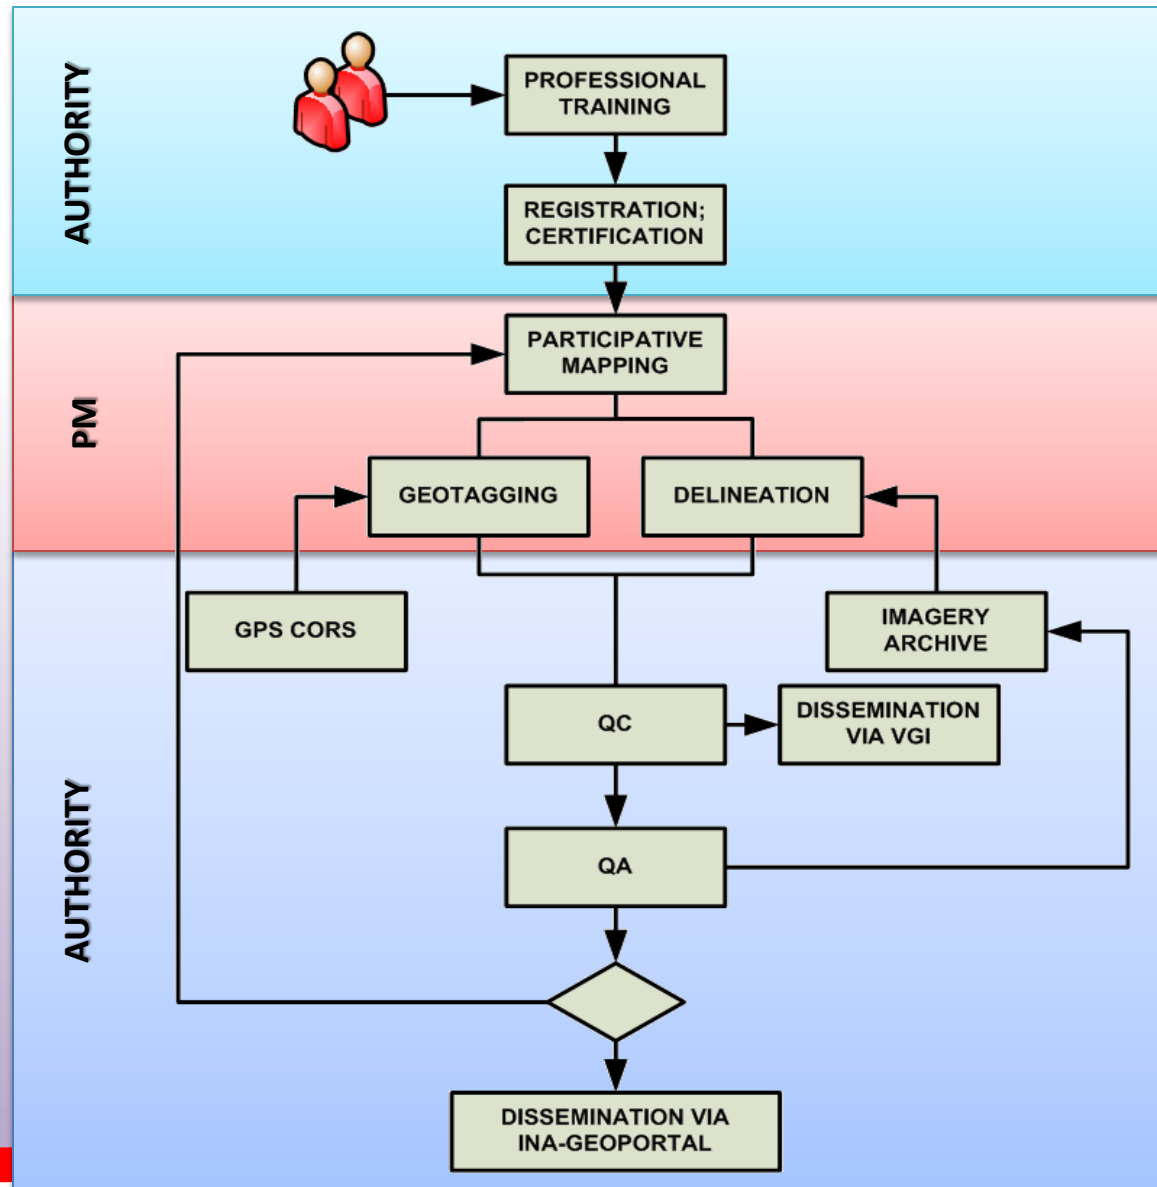 AUTHORITY
PROFESSIONAL
TRAINING
REGISTRATION;
CERTIFICATION
PM
PARTICIPATIVE
MAPPING
GEOTAGGING
DELINEATION
AUTHORITY
GPS CORS
IMAGERY
ARCHIVE
QC
DISSEMINATION
VIA VGI
QA
DISSEMINATION VIA
INA-GEOPORTAL